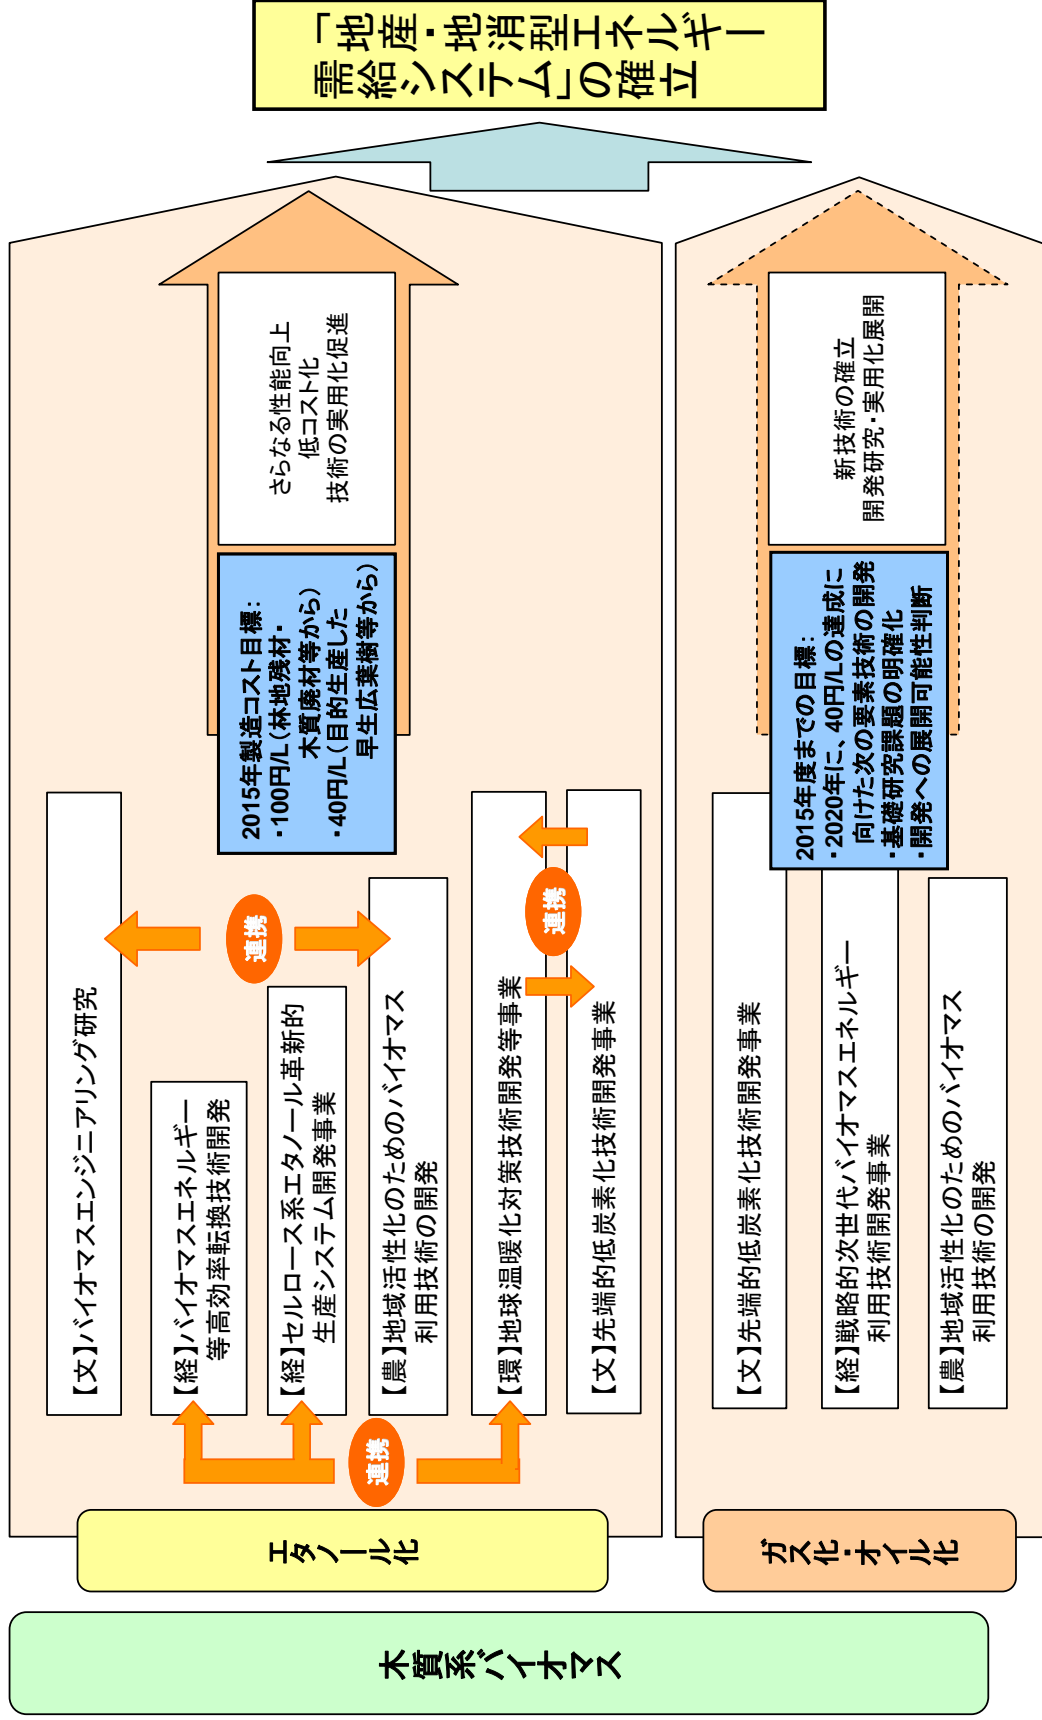 「地産・地消型エネルギー
需給システム」の確立
木質系バイオマス
エタノール化
【文】バイオマスエンジニアリング研究
【経】バイオマスエネルギー
等高効率転換技術開発
【経】セルロース系エタノール革新的
生産システム開発事業
【農】地域活性化のためのバイオマス
利用技術の開発
【環】地球温暖化対策技術開発等事業
【文】先端的低炭素化技術開発事業
連携
連携
連携
2015年製造コスト目標：
・100円/L（林地残材・
木質廃材等から）
・40円/L（目的生産した
早生広葉樹等から）
さらなる性能向上
低コスト化
技術の実用化促進
ガス化・オイル化
【文】先端的低炭素化技術開発事業
【経】戦略的次世代バイオマスエネルギー
利用技術開発事業
【農】地域活性化のためのバイオマス
利用技術の開発
2015年度までの目標：
・2020年に、40円/Lの達成に
向けた次の要素技術の開発
・基礎研究課題の明確化
・開発への展開可能性判断
新技術の確立
開発研究・実用化展開